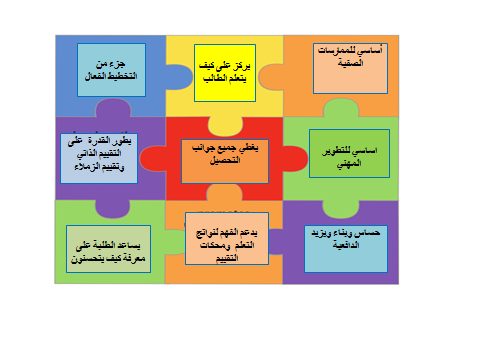 أساسي للممارسات
الصفية
يركز على كيف
يتعلم الطالب
جزء من
التخطيط الفعال
اساسي للتطوير
المهني
يغطي جميع جوانب
التحصيل
يطور القدرة على
التقييم الذاتي
وتقييم الزملاء
حساس وبناء ويزيد
الدافعية
يدعم الفهم لنواتج
التعلم ومحكات
التقييم
يساعد الطلبة على
معرفة كيف يتحسنون